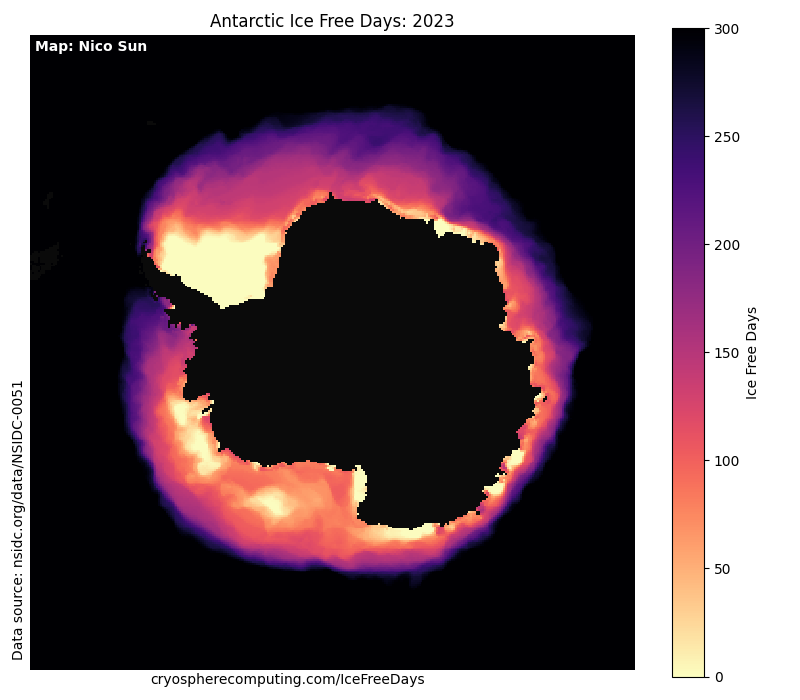 Antarctic Ice Free Days: 2023
Map: Nico Sun
300
250
200
150
100
50
0
Ice Free Days
Data source: nsidc.org/data/NSIDC-0051
cryospherecomputing.com/IceFreeDays